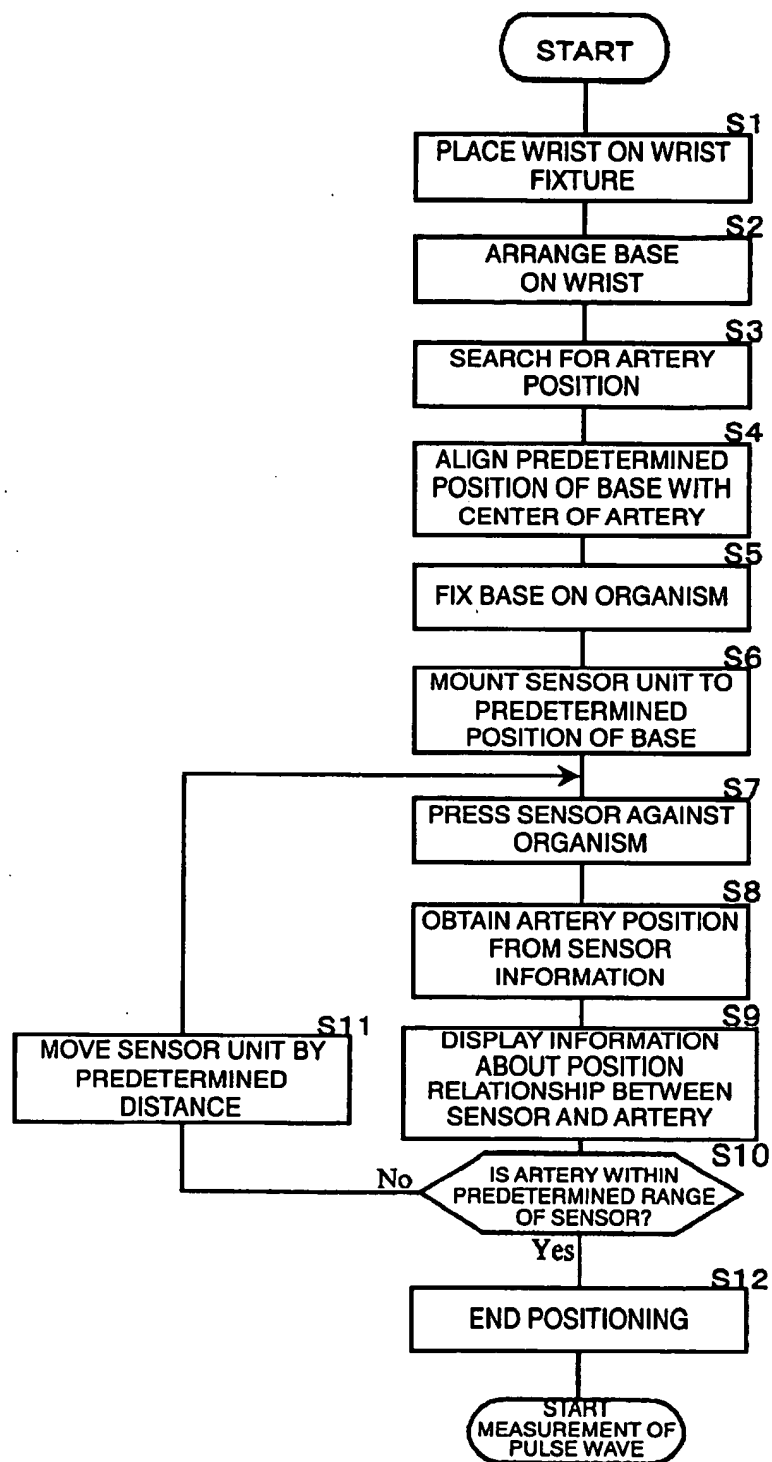 START
S1
PLACE WRIST ON WRIST
FIXTURE
S2
ARRANGE BASE
ON WRIST
S3
SEARCH FOR ARTERY
POSITION
S4
ALIGN PREDETERMINED
POSITION OF BASE WITH
CENTER OF ARTERY
S5
FIX BASE ON ORGANISM
S6
MOUNT SENSOR UNIT TO
PREDETERMINED
POSITION OF BASE
S7
PRESS SENSOR AGAINST
ORGANISM
S8
OBTAIN ARTERY POSITION
FROM SENSOR
INFORMATION
S9
DISPLAY INFORMATION
ABOUT POSITION
RELATIONSHIP BETWEEN
SENSOR AND ARTERY
S11
MOVE SENSOR UNIT BY
PREDETERMINED
DISTANCE
S10
IS ARTERY WITHIN
PREDETERMINED RANGE
OF SENSOR?
No
Yes
S12
END POSITIONING
START
MEASUREMENT OF
PULSE WAVE